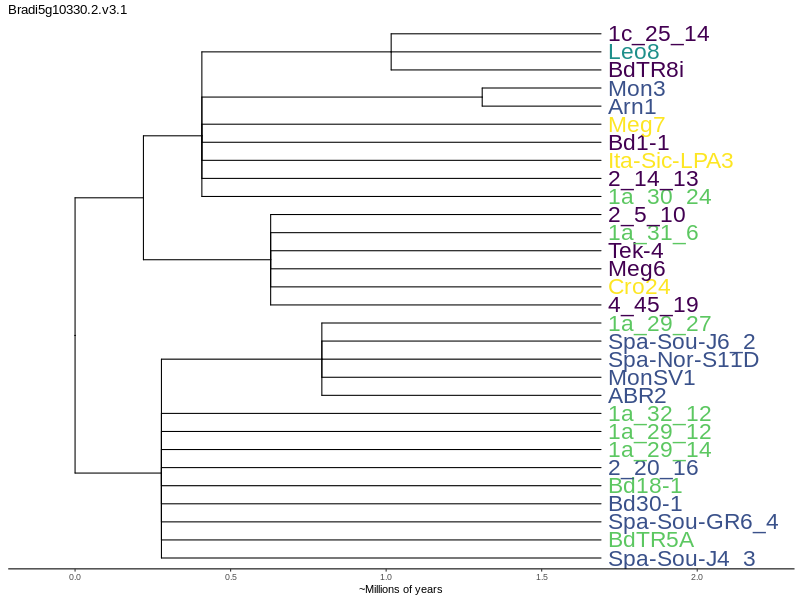 Bradi5g10330.2.v3.1
1c_25_14
Leo8
BdTR8i
Mon3
Arn1
Meg7
Bd1-1
Ita-Sic-LPA3
2_14_13
1a_30_24
2_5_10
1a_31_6
Tek-4
Meg6
Cro24
4_45_19
1a_29_27
Spa-Sou-J6_2
Spa-Nor-S11D
MonSV1
ABR2
1a_32_12
1a_29_12
1a_29_14
2_20_16
Bd18-1
Bd30-1
Spa-Sou-GR6_4
BdTR5A
Spa-Sou-J4_3
0.0 0.5 1.0 1.5 2.0
~Millions of years